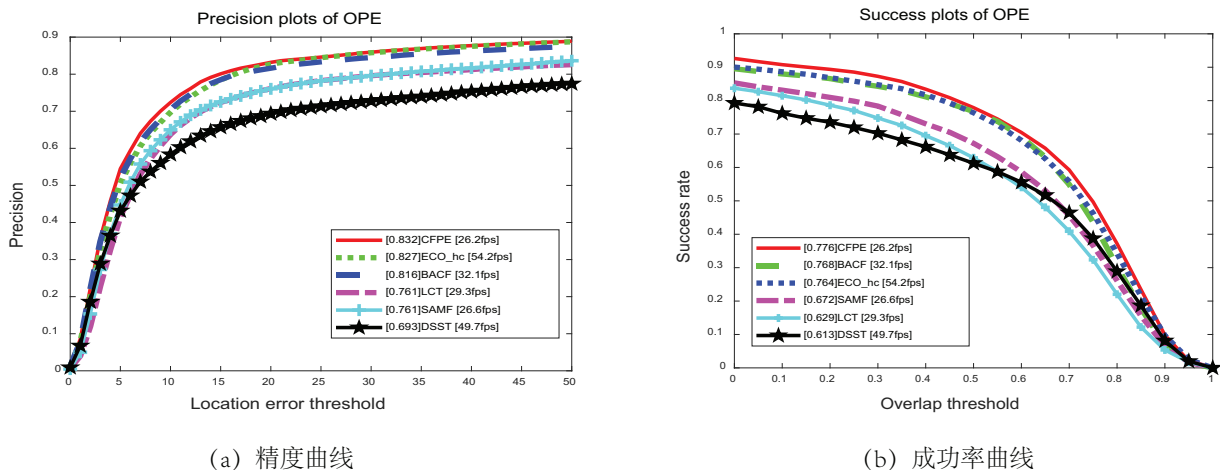 Precision plots of OPE
0.9
0.8
0.7
0.6
0.5
0.4
0.3
0.2
0.1
0
Precision
[0.832]CFPE [26.2fps]
[0.827]ECO_hc [54.2fps]
[0.816]BACF [32.1fps]
[0.761]LCT [29.3fps]
[0.761]SAMF [26.6fps]
[0.693]DSST [49.7fps]
0 5 10 15 20 25 30 35 40 45 50
Location error threshold
(a) 精度曲线
Success plots of OPE
1
0.9
0.8
0.7
0.6
0.5
0.4
0.3
0.2
0.1
0
Success rate
[0.776]CFPE [26.2fps]
[0.768]BACF [32.1fps]
[0.764]ECO_hc [54.2fps]
[0.672]SAMF [26.6fps]
[0.629]LCT [29.3fps]
[0.613]DSST [49.7fps]
0 0.1 0.2 0.3 0.4 0.5 0.6 0.7 0.8 0.9 1
Overlap threshold
(b) 成功率曲线